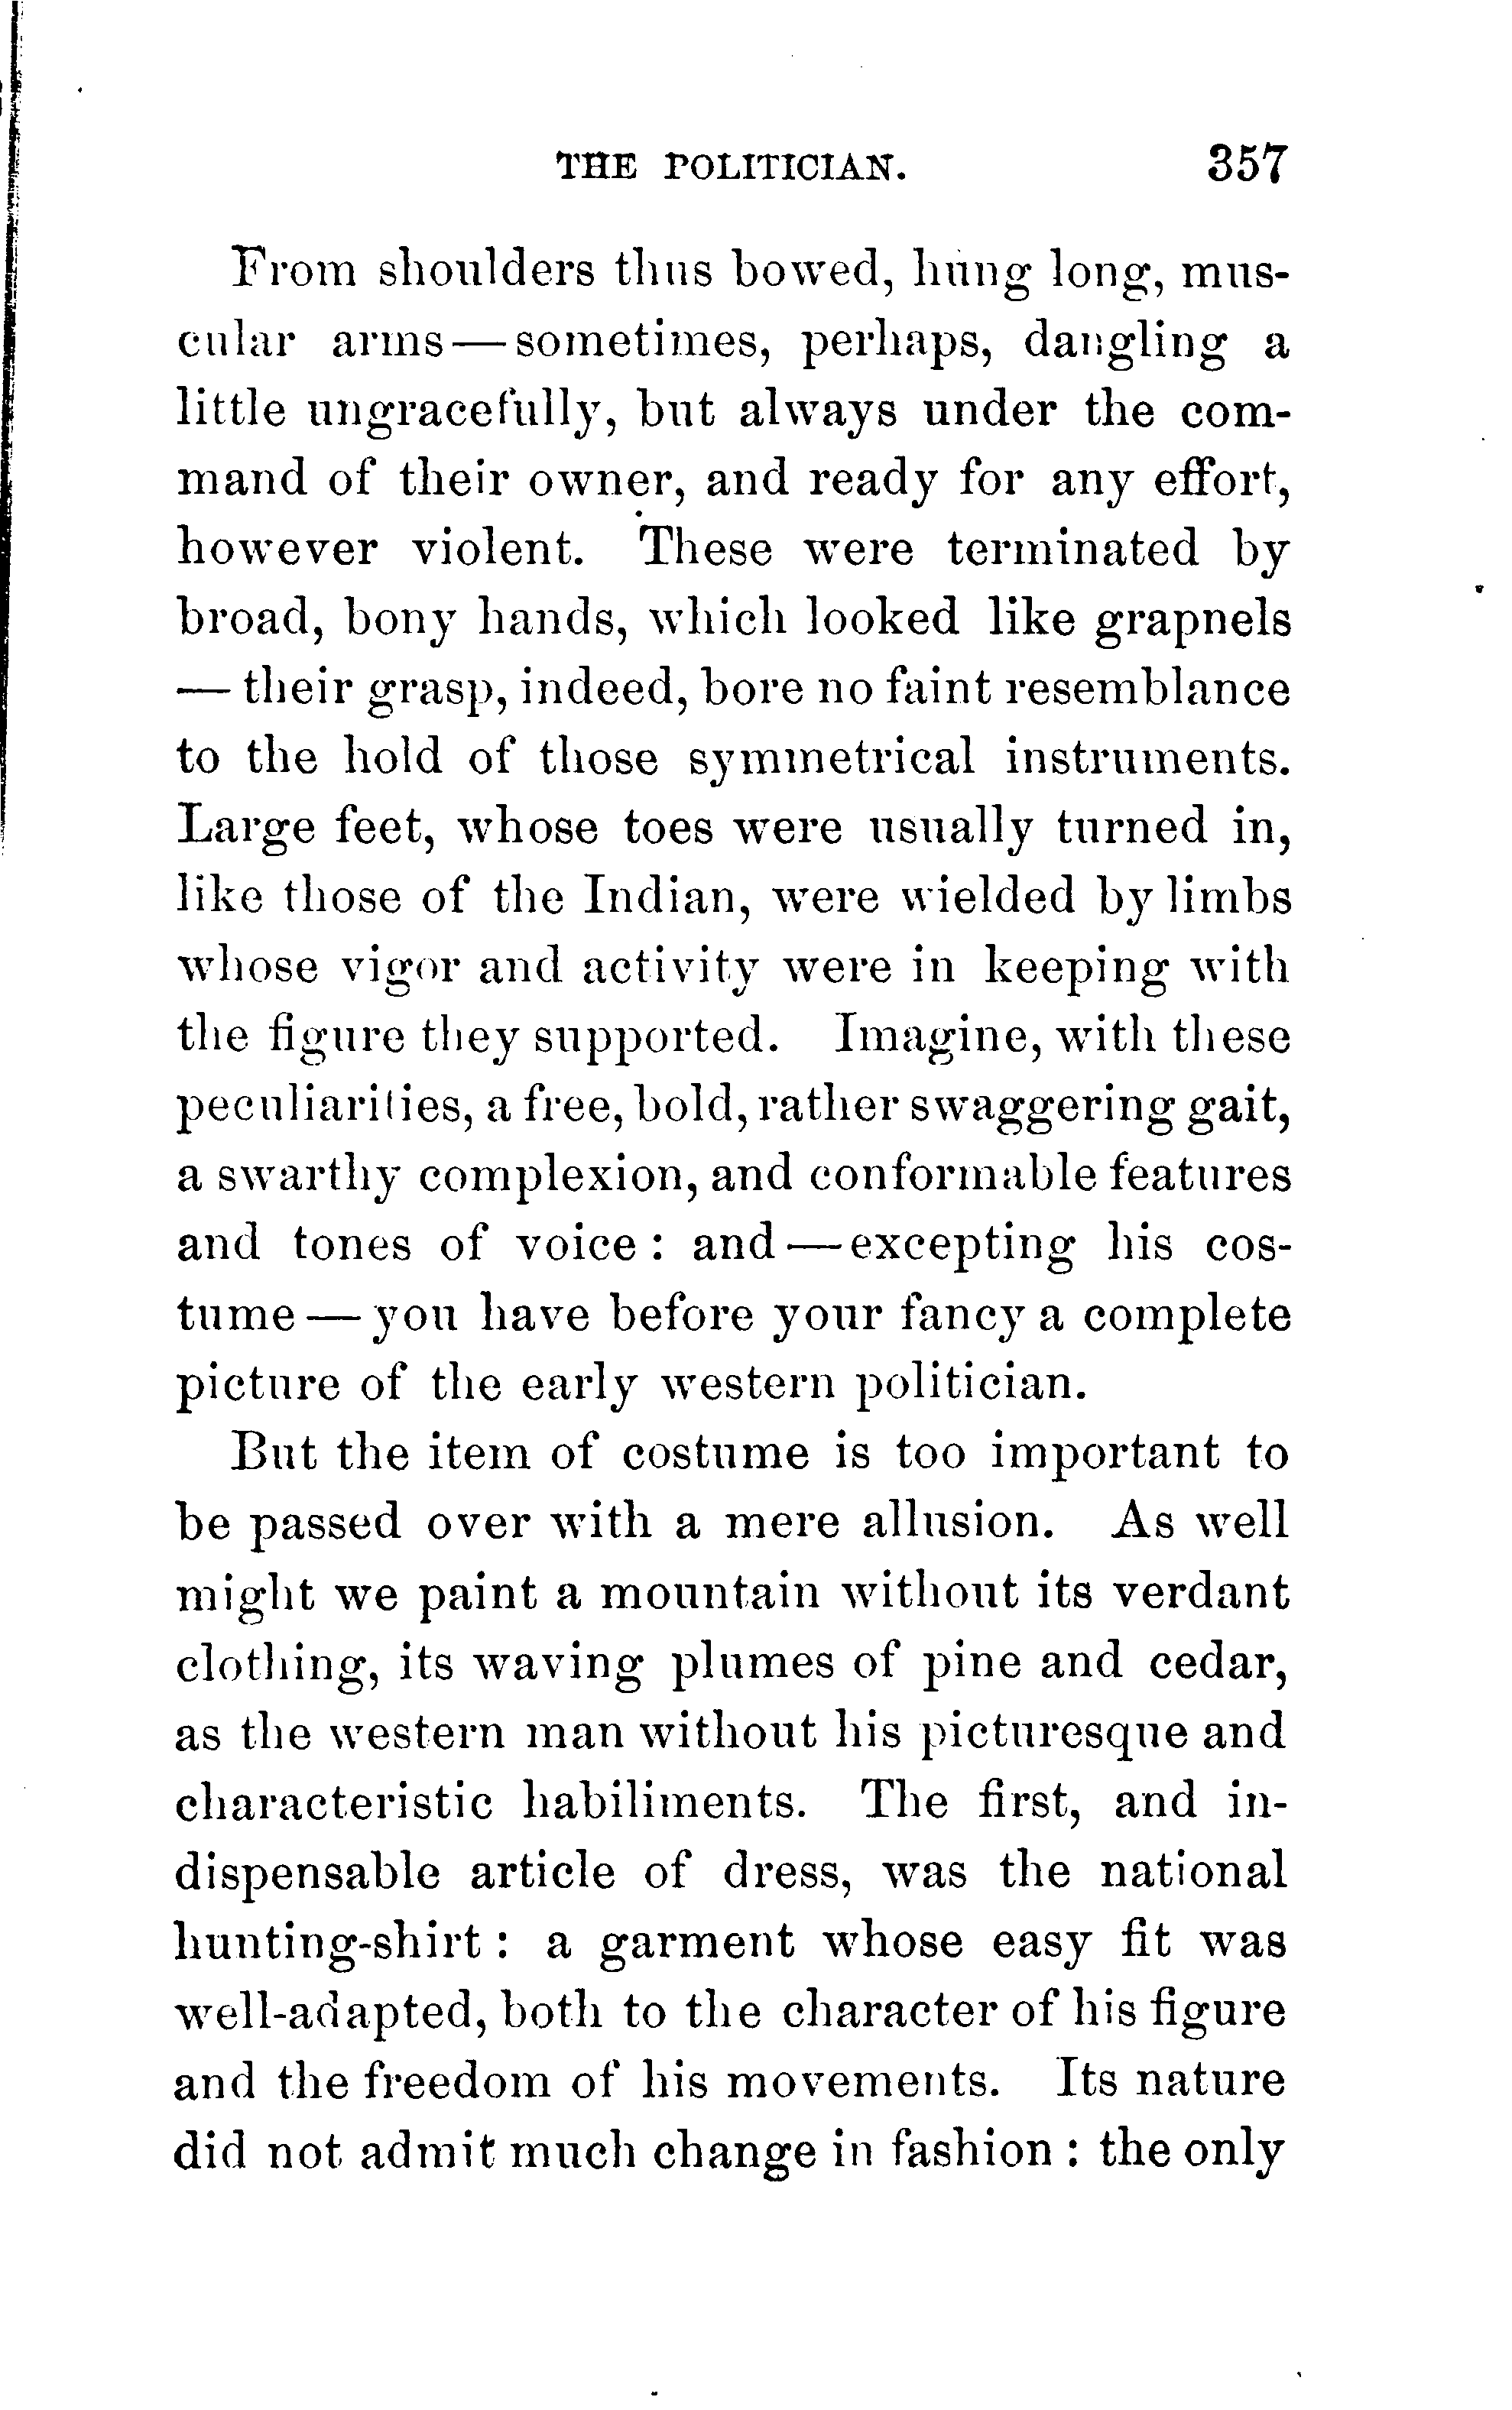 THE POLITICIAN. 357
From shoulders thus bowed, hung long, mus-
cular arms—sometimes, perhaps, dangling a
little ungracefully, but always under the com-
mand of their owner, and ready for any effort,
however violent. These were terminated by
broad, bony hands, which looked like grapnels
— their grasp, indeed, bore no faint resemblance
to the hold of those symmetrical instruments.
Large feet, whose toes were usually turned in,
like those of the Indian, were wielded by limbs
whose vigor and activity were in keeping with
the figure they supported. Imagine, with these
peculiarities, a free, bold, rather swaggering gait,
a swarthy complexion, and conformable features
and tones of voice : and—excepting his cos-
tume — you have before your fancy a complete
picture of the early western politician.
But the item of costume is too important to
be passed over with a mere allusion. As well
might we paint a mountain without its verdant
clothing, its waving plumes of pine and cedar,
as the western man without his picturesque and
characteristic habiliments. The first, and in-
dispensable article of dress, was the national
hunting-shirt : a garment whose easy fit was
well-adapted, both to the character of his figure
and the freedom of his movements. Its nature
did not admit much change in fashion : the only